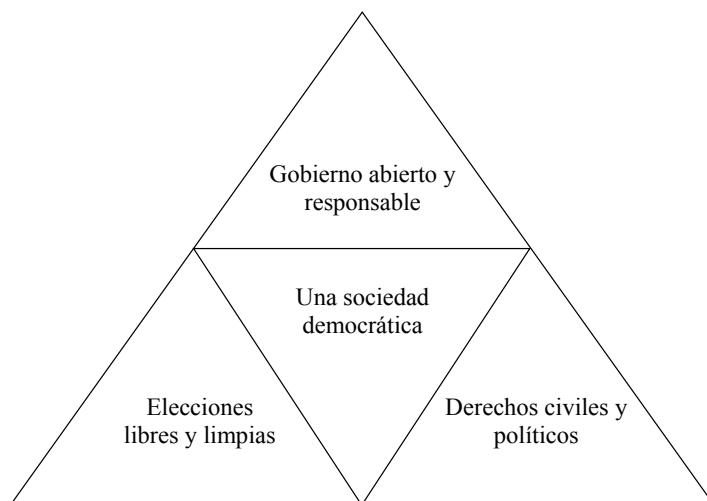 Gobierno abierto y
responsable
Una sociedad
democrática
Elecciones
libres y limpias
Derechos civiles y
políticos